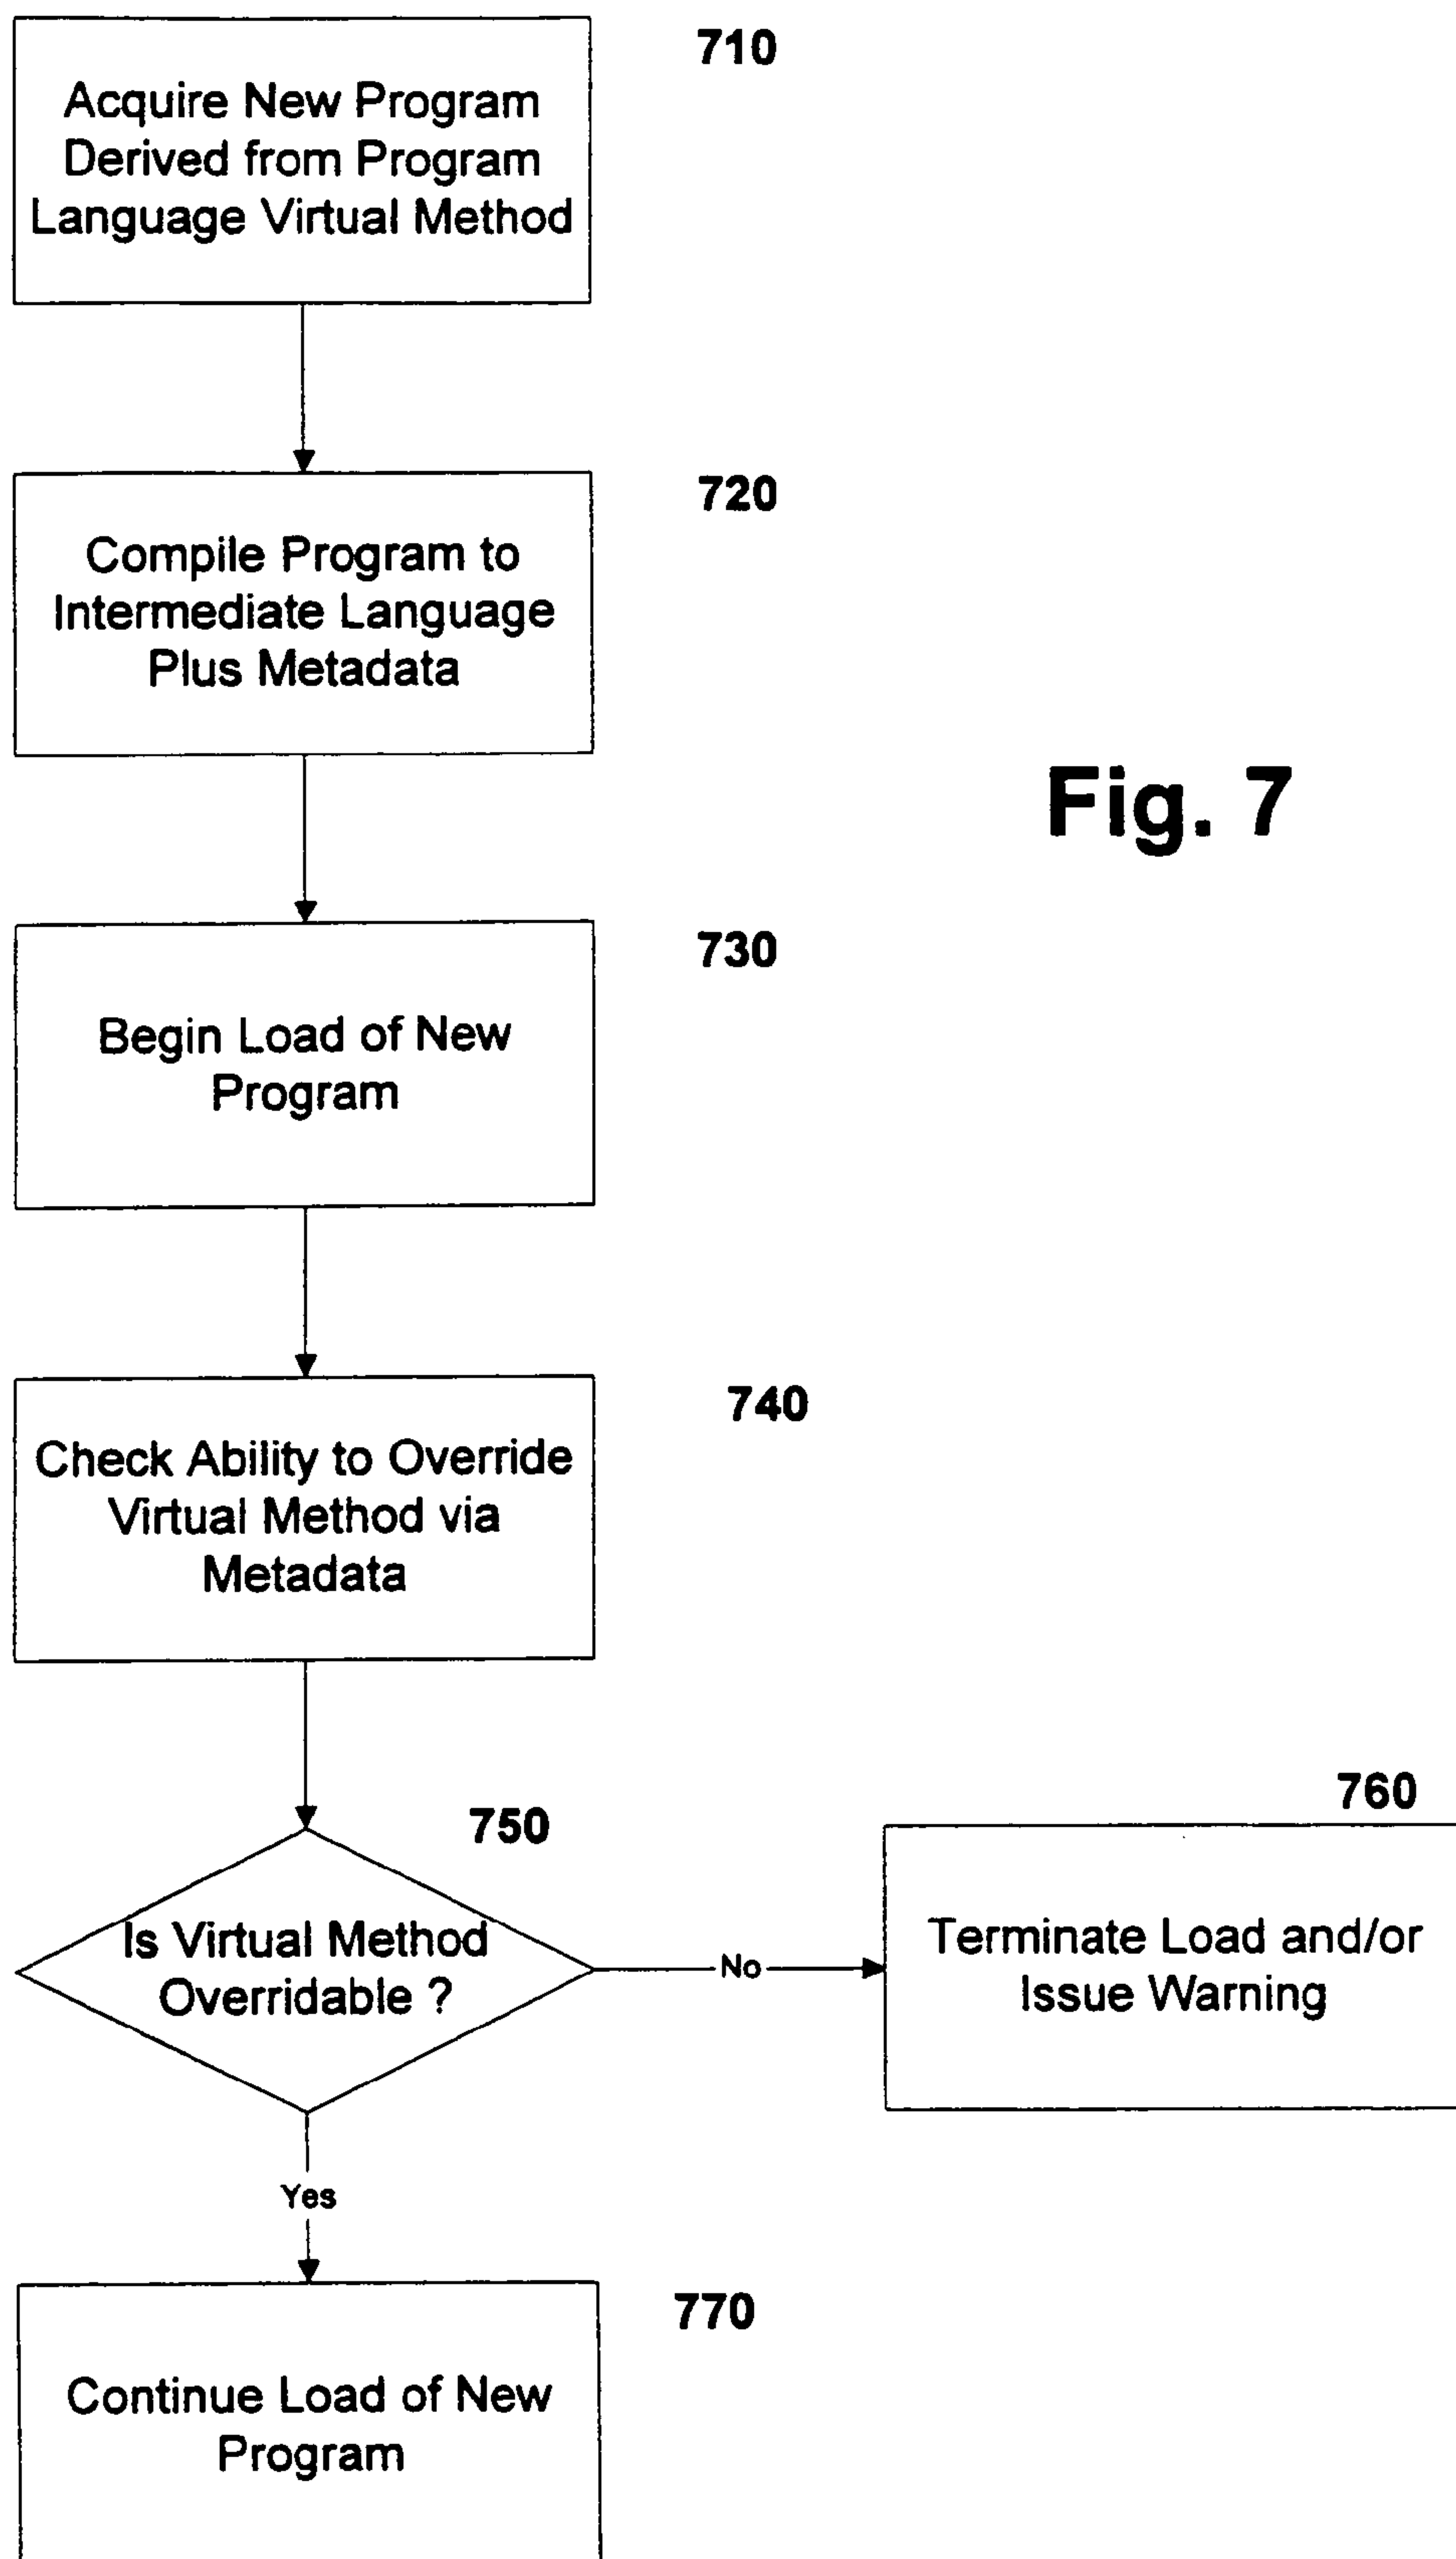 710
Acquire New Program
Derived from Program
Language Virtual Method
720
Compile Program to
Intermediate Language
Plus Metadata
Fig. 7
730
Begin Load of New
Program
740
Check Ability to Override
Virtual Method via
Metadata
750
Is Virtual Method
Overridable ?
No
760
Terminate Load and/or
Issue Warning
Yes
770
Continue Load of New
Program